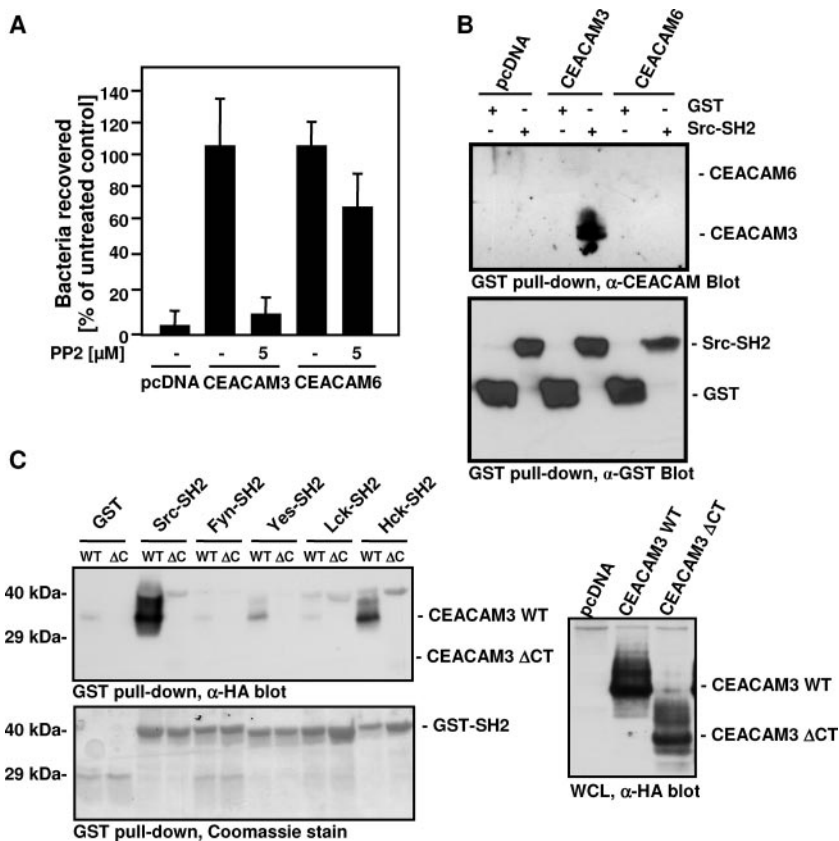 A
Bacteria recovered
[% of untreated control]
140
120
100
80
60
40
20
0
PP2 [µM]
- - 5 - 5
pcDNA CEACAM3 CEACAM6
B
pcDNA CEACAM3 CEACAM6
+ - + - + - GST
- + - + - + Src-SH2
- CEACAM6
- CEACAM3
GST pull-down, α-CEACAM Blot
- Src-SH2
- GST
GST pull-down, α-GST Blot
C
GST Src-SH2 Fyn-SH2 Yes-SH2 Lck-SH2 Hck-SH2
WT ΔC WT ΔC WT ΔC WT ΔC WT ΔC WT ΔC
40 kDa-
29 kDa-
- CEACAM3 WT
- CEACAM3 ΔCT
GST pull-down, α-HA blot
40 kDa-
29 kDa-
- GST-SH2
GST pull-down, Coomassie stain
pcDNA CEACAM3 WT CEACAM3 ΔCT
- CEACAM3 WT
- CEACAM3 ΔCT
WCL, α-HA blot